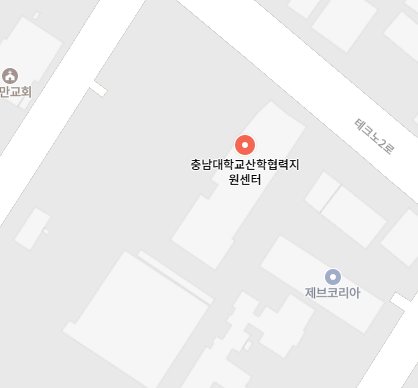 만교회
테크노2로
충남대학교산학협력지
원센터
제브코리아